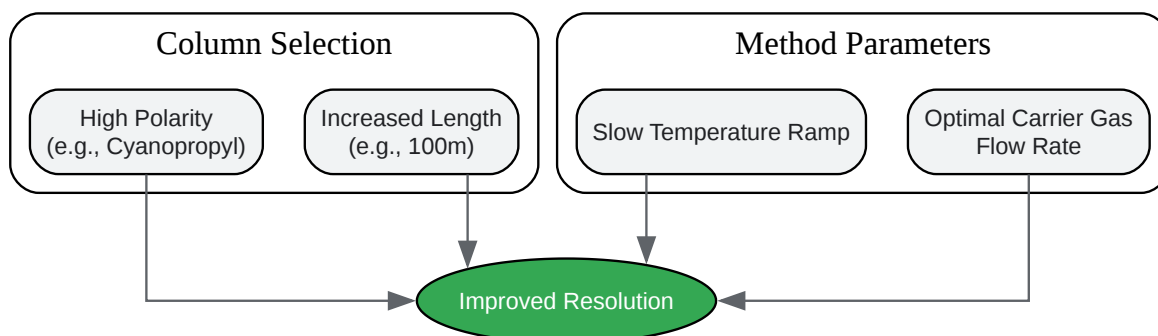 Column Selection
Method Parameters
High Polarity
(e.g., Cyanopropyl)
Increased Length
(e.g., 100m)
Slow Temperature Ramp
Optimal Carrier Gas
Flow Rate
Improved Resolution